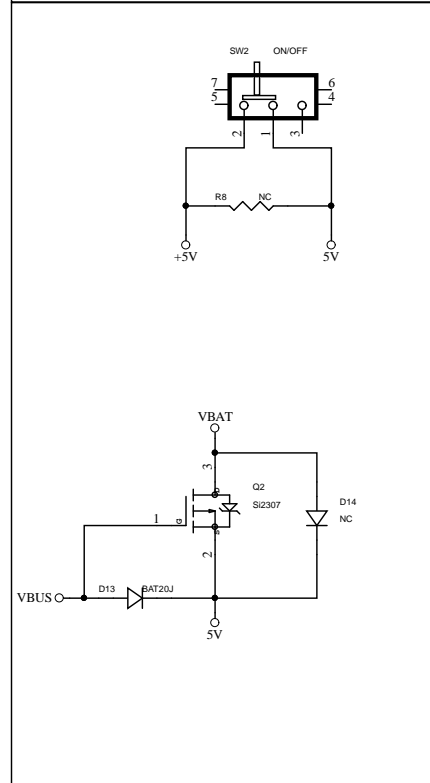 SW2 ON/OFF
7 6
5 4
2 1 3
R8 NC
+5V 5V
VBAT
3
D
Q2
Si2307
D14
NC
1
G
S
2
D13 BAT20J
VBUS
5V